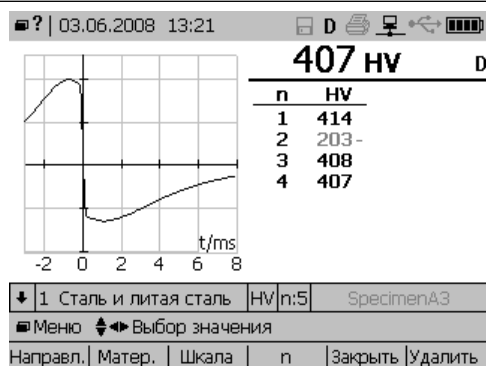 ? 03.06.2008 13:21 D
407 HV D
n HV
1 414
2 203-
3 408
4 407
t/ms
-2 0 2 4 6 8
1 Сталь и литая сталь HV n:5 SpecimenA3
Меню Выбор значения
Направл. Матер. Шкала n Закрыть Удалить